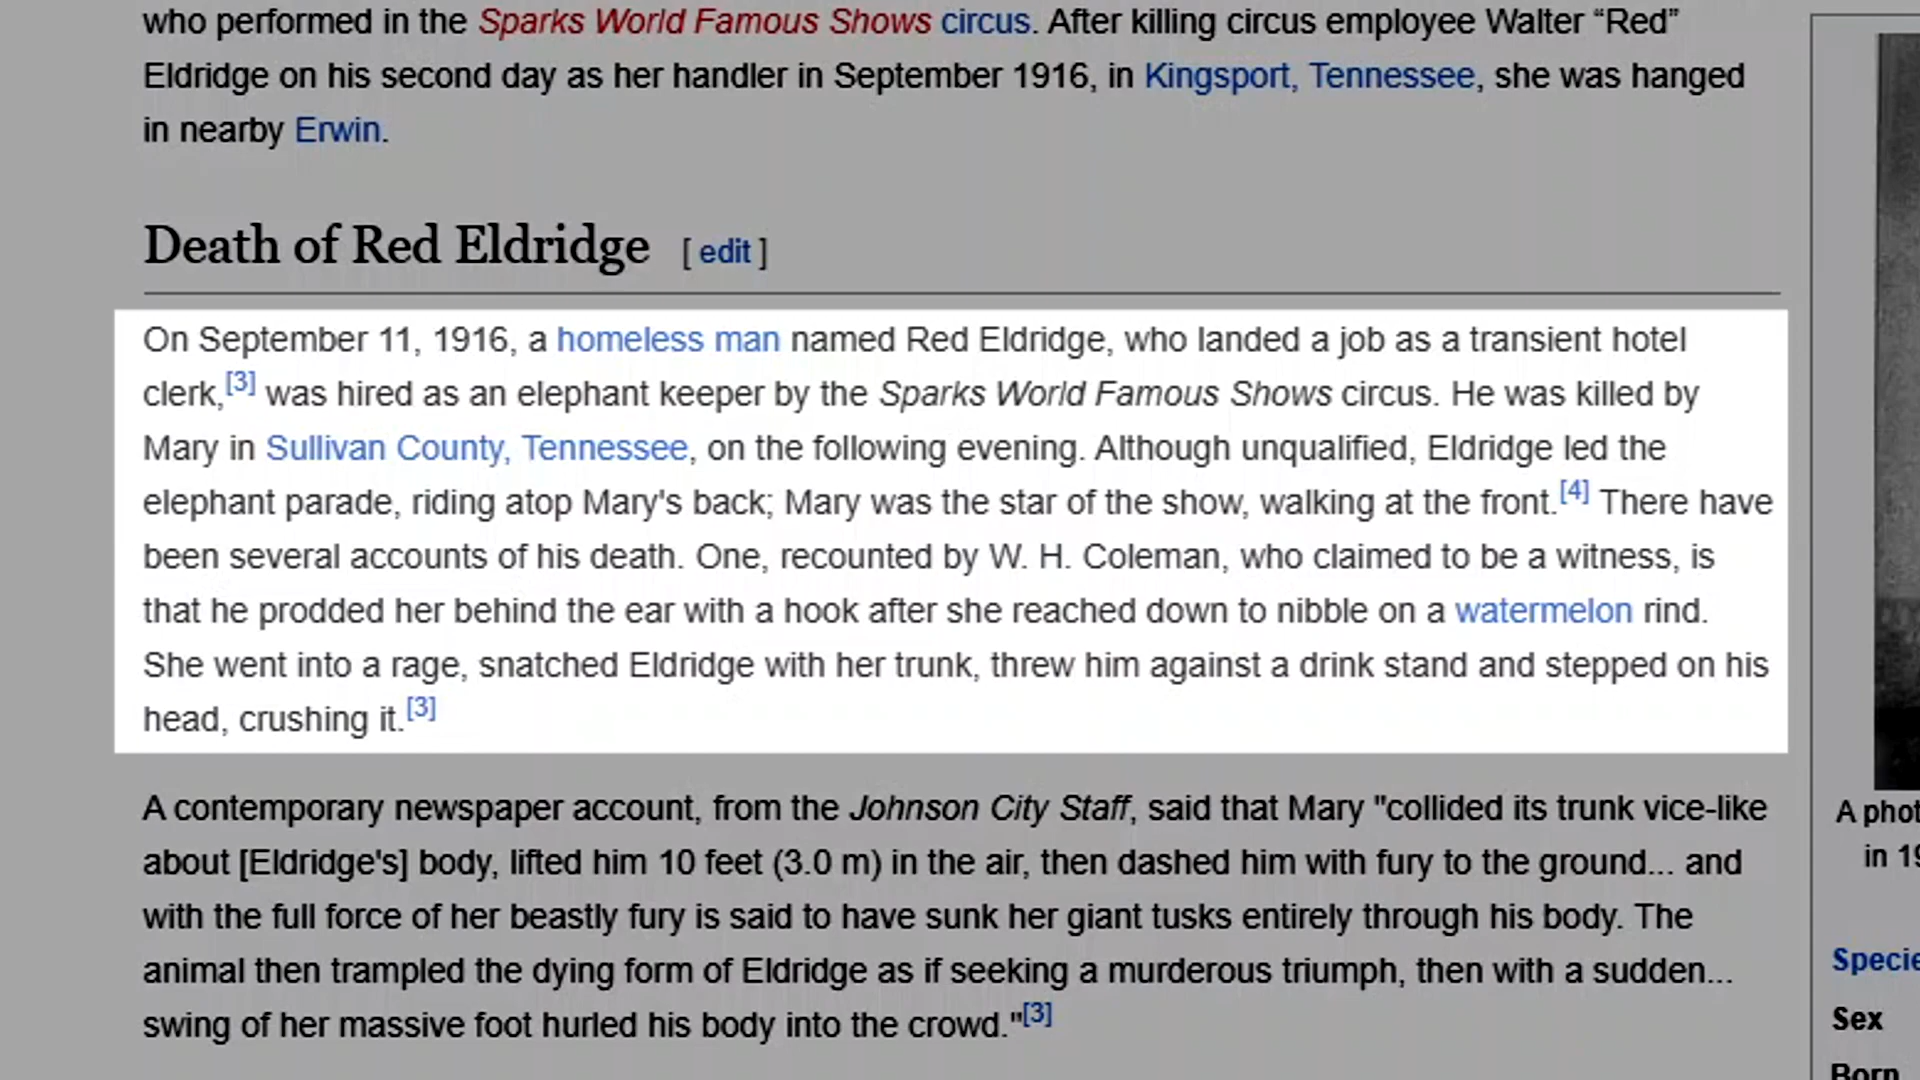 who performed in the Sparks World Famous Shows circus. After killing circus employee Walter “Red”
Eldridge on his second day as her handler in September 1916, in Kingsport, Tennessee, she was hanged
in nearby Erwin.
Death of Red Eldridge [ edit ]
On September 11, 1916, a homeless man named Red Eldridge, who landed a job as a transient hotel
clerk,[3] was hired as an elephant keeper by the Sparks World Famous Shows circus. He was killed by
Mary in Sullivan County, Tennessee, on the following evening. Although unqualified, Eldridge led the
elephant parade, riding atop Mary's back; Mary was the star of the show, walking at the front.[4] There have
been several accounts of his death. One, recounted by W. H. Coleman, who claimed to be a witness, is
that he prodded her behind the ear with a hook after she reached down to nibble on a watermelon rind.
She went into a rage, snatched Eldridge with her trunk, threw him against a drink stand and stepped on his
head, crushing it.[3]
A contemporary newspaper account, from the Johnson City Staff, said that Mary "collided its trunk vice-like
about [Eldridge's] body, lifted him 10 feet (3.0 m) in the air, then dashed him with fury to the ground... and
with the full force of her beastly fury is said to have sunk her giant tusks entirely through his body. The
animal then trampled the dying form of Eldridge as if seeking a murderous triumph, then with a sudden...
swing of her massive foot hurled his body into the crowd."[3]
A phot
in 19
Specie
Sex
Born